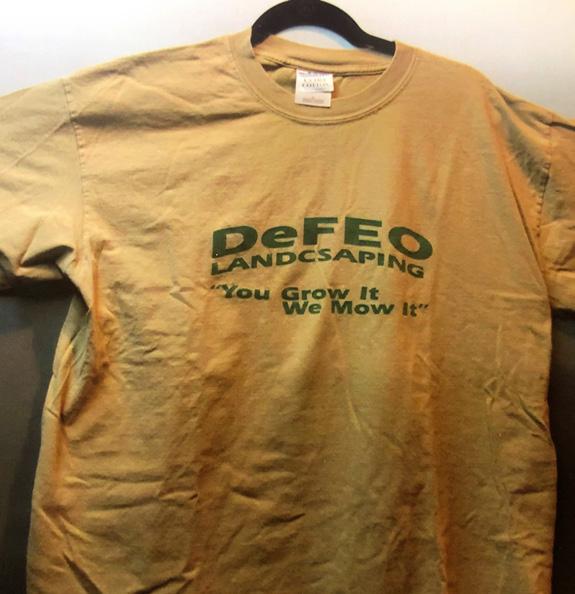 DeFEO
LANDCSAPING
"You Grow It
We Mow It"